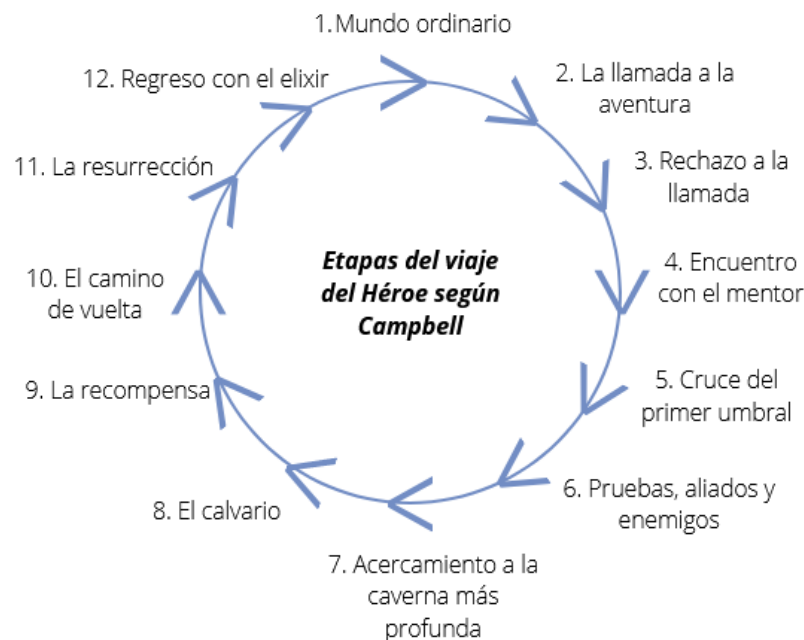 1.Mundo ordinario
2. La llamada a la
aventura
3. Rechazo a la
llamada
4. Encuentro
con el mentor
5. Cruce del
primer umbral
6. Pruebas, aliados y
enemigos
7. Acercamiento a la
caverna más
profunda
8. El calvario
9. La recompensa
10. El camino
de vuelta
11. La resurrección
12. Regreso con el elixir
Etapas del viaje
del Héroe según
Campbell